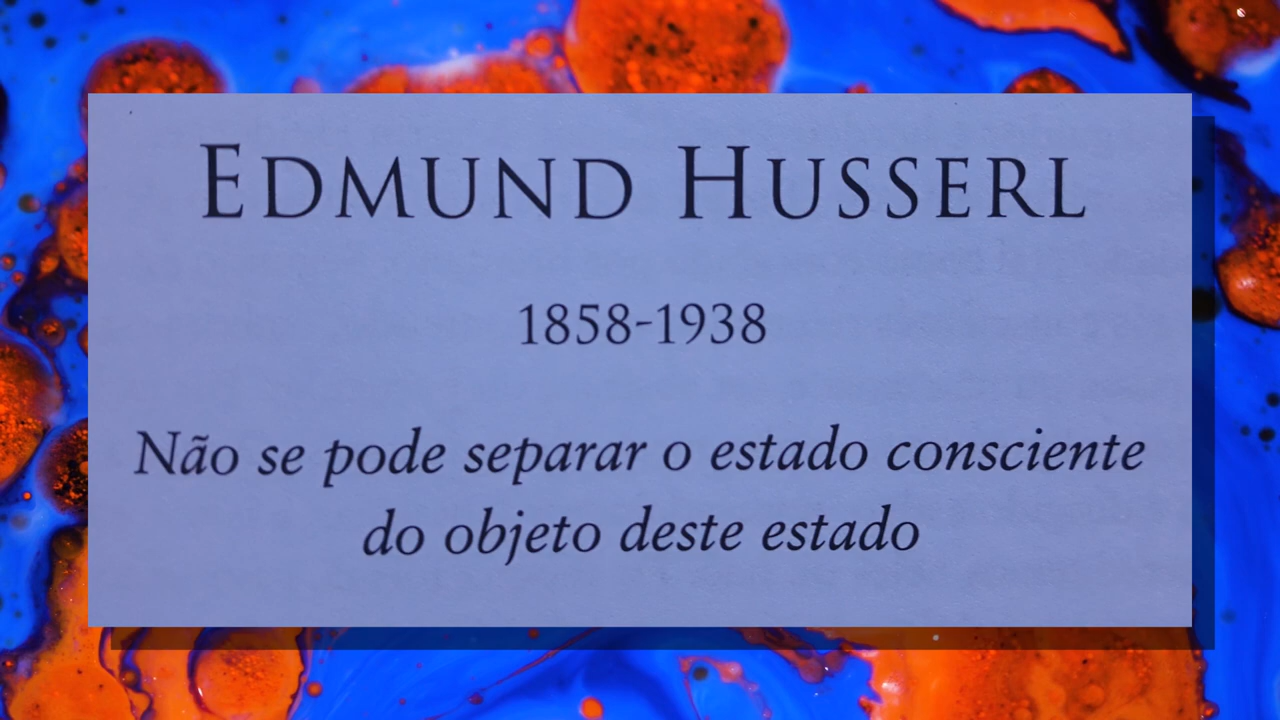 EDMUND HUSSERL
1858-1938
Não se pode separar o estado consciente
do objeto deste estado